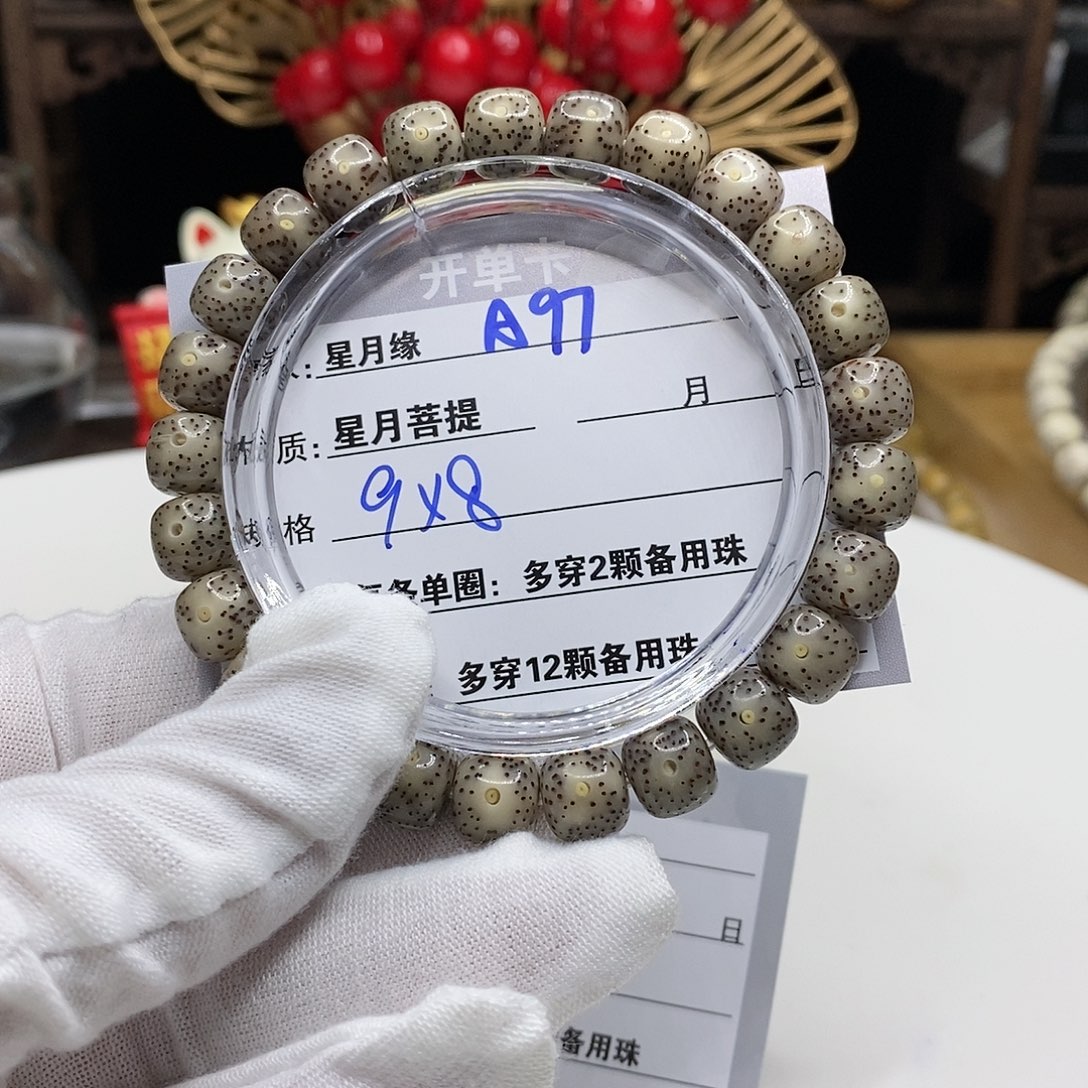 开单卡
星月缘 A97
质: 星月菩提 月 日
格 9x8
备单圈: 多穿2颗备用珠
多穿12颗备用珠
日
备用珠